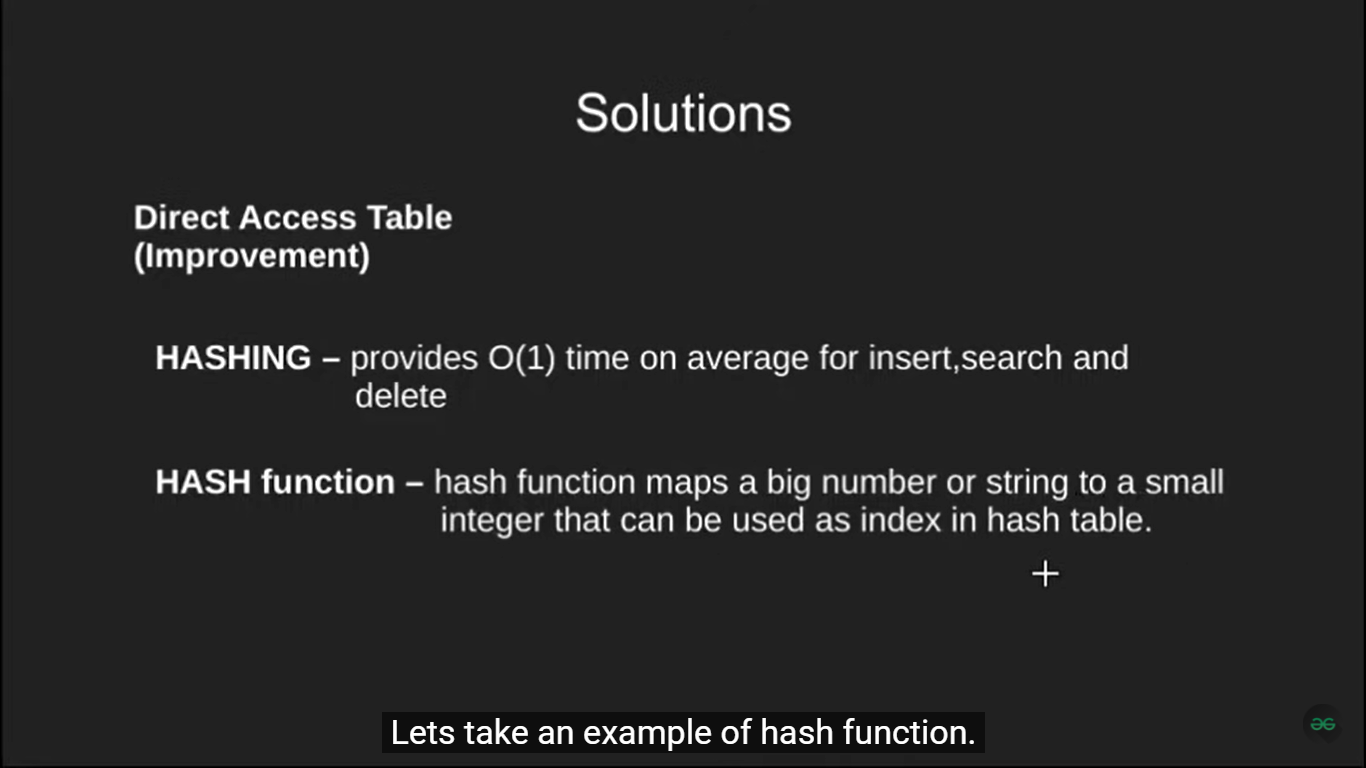 Solutions
Direct Access Table
(Improvement)
HASHING – provides O(1) time on average for insert,search and
delete
HASH function – hash function maps a big number or string to a small
integer that can be used as index in hash table.
Lets take an example of hash function.